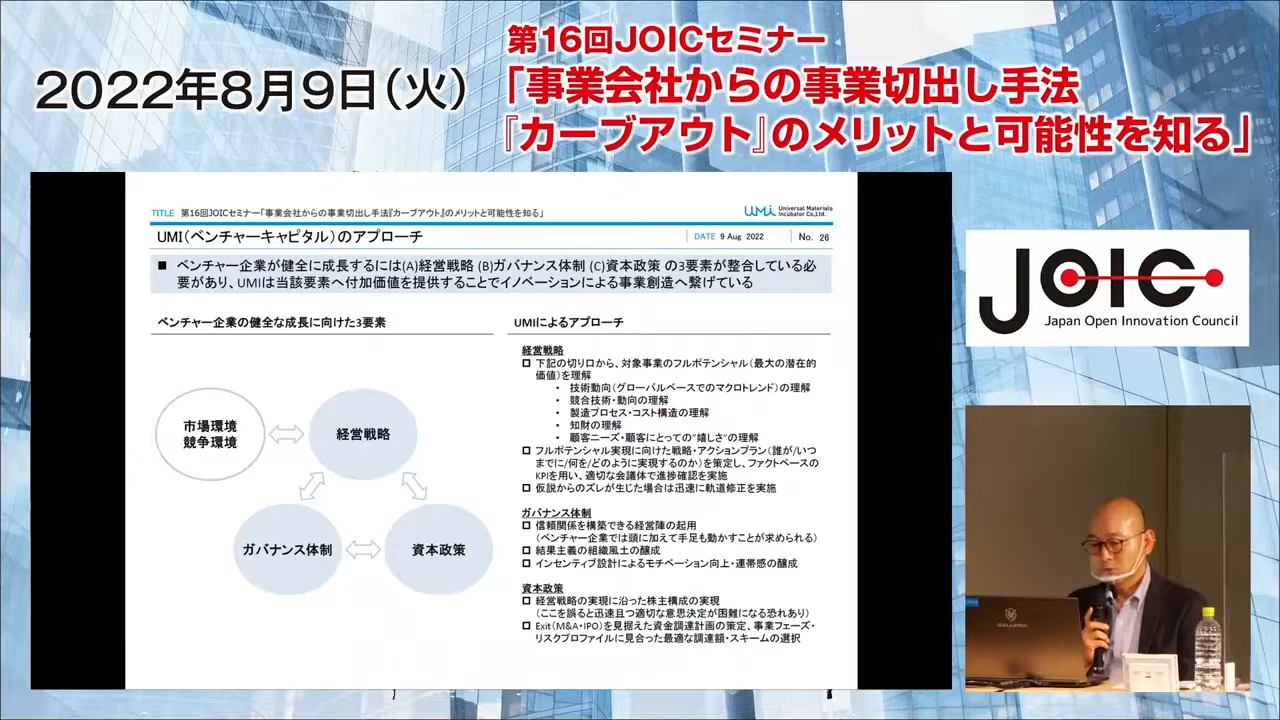 第16回JOICセミナー
2022年8月9日(火)
「事業会社からの事業切出し手法
『カーブアウト』のメリットと可能性を知る」
TITLE 第16回JOICセミナー「事業会社からの事業切出し手法『カーブアウト』のメリットと可能性を知る」
UMI Universal Materials
Incubator Co.,Ltd.
UMI(ベンチャーキャピタル)のアプローチ
DATE 9 Aug 2022
No. 26
■ ベンチャー企業が健全に成長するには(A)経営戦略 (B)ガバナンス体制 (C)資本政策 の3要素が整合している必
要があり、UMIは当該要素へ付加価値を提供することでイノベーションによる事業創造へ繋げている
ベンチャー企業の健全な成長に向けた3要素
市場環境
競争環境
経営戦略
ガバナンス体制
資本政策
UMIによるアプローチ
経営戦略
□ 下記の切り口から、対象事業のフルポテンシャル(最大の潜在的
価値)を理解
• 技術動向(グローバルベースでのマクロトレンド)の理解
• 競合技術・動向の理解
• 製造プロセス・コスト構造の理解
• 知財の理解
• 顧客ニーズ・顧客にとっての"嬉しさ"の理解
□ フルポテンシャル実現に向けた戦略・アクションプラン(誰が/いつ
までに/何を/どのように実現するのか)を策定し、ファクトベースの
KPIを用い、適切な会議体で進捗確認を実施
□ 仮説からのズレが生じた場合は迅速に軌道修正を実施
ガバナンス体制
□ 信頼関係を構築できる経営陣の起用
(ベンチャー企業では頭に加えて手足も動かすことが求められる)
□ 結果主義の組織風土の醸成
□ インセンティブ設計によるモチベーション向上・連帯感の醸成
資本政策
□ 経営戦略の実現に沿った株主構成の実現
(ここを誤ると迅速且つ適切な意思決定が困難になる恐れあり)
□ Exit(M&A・IPO)を見据えた資金調達計画の策定、事業フェーズ・
リスクプロファイルに見合った最適な調達額・スキームの選択
JOIC
Japan Open Innovation Council
GALLERIA